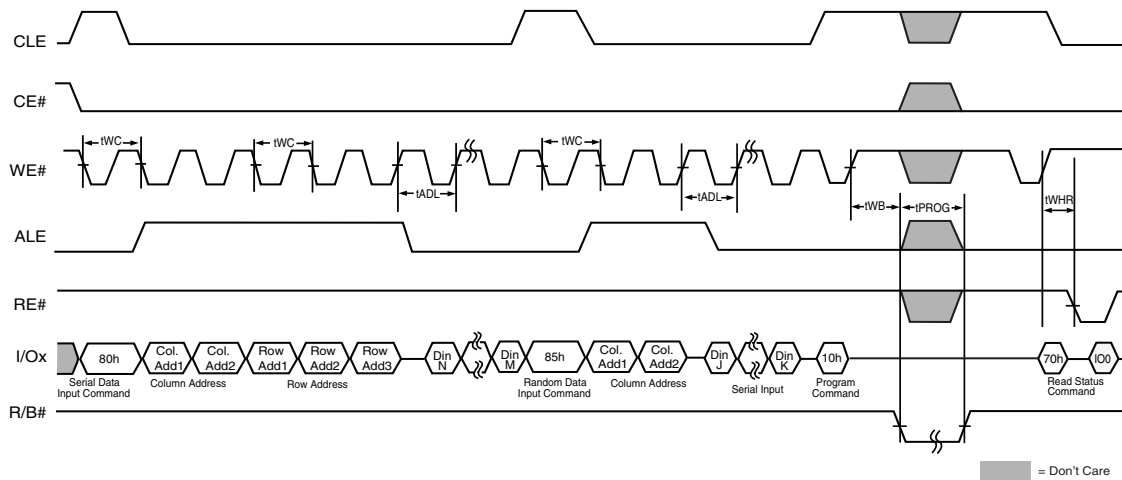 CLE
CE#
tWC
tWC
tWC
WE#
tADL
tADL
tWB
tPROG
tWHR
ALE
RE#
I/Ox
80h
Col. Add1
Col. Add2
Row Add1
Row Add2
Row Add3
Din N
Din M
85h
Col. Add1
Col. Add2
Din J
Din K
10h
70h
IO0
Serial Data
Input Command
Column Address
Row Address
Random Data
Input Command
Column Address
Serial Input
Program
Command
Read Status
Command
R/B#
= Don't Care